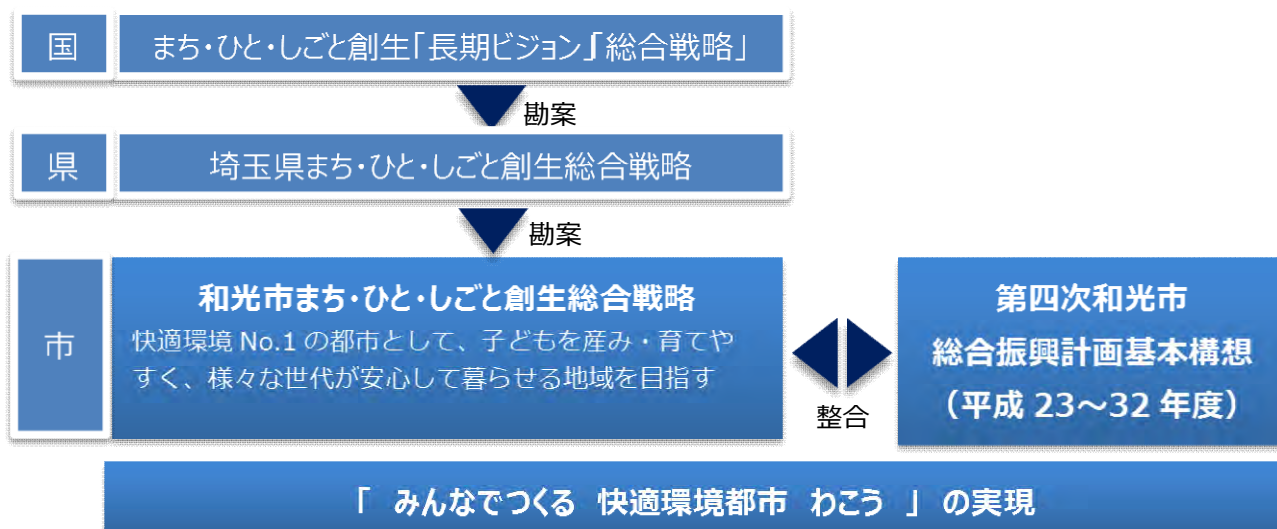 国
まち・ひと・しごと創生「長期ビジョン」「総合戦略」
勘案
県
埼玉県まち・ひと・しごと創生総合戦略
勘案
市
和光市まち・ひと・しごと創生総合戦略
快適環境 No.1 の都市として、子どもを産み・育てや
すく、様々な世代が安心して暮らせる地域を目指す
整合
第四次和光市
総合振興計画基本構想
（平成 23～32 年度）
「 みんなでつくる 快適環境都市 わこう 」 の実現